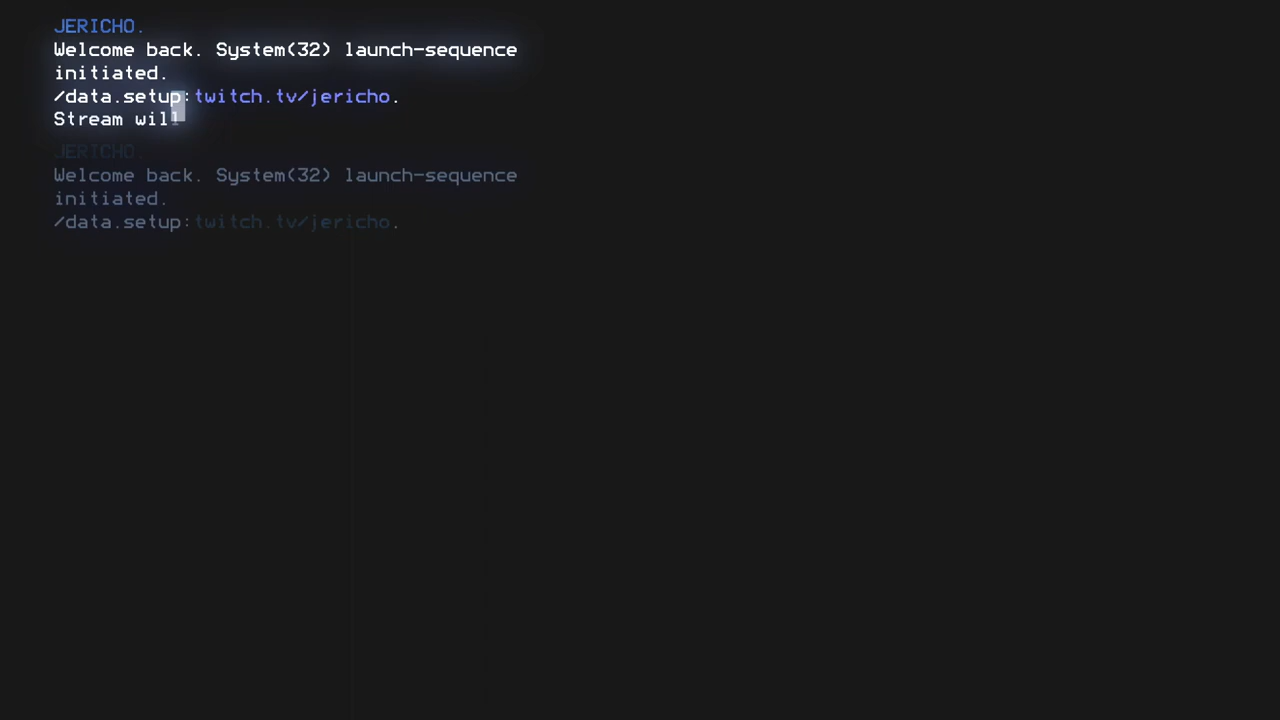 JERICHO.
Welcome back. System(32) launch-sequence
initiated.
/data.setup:twitch.tv/jericho.
Stream will
JERICHO.
Welcome back. System(32) launch-sequence
initiated.
/data.setup:twitch.tv/jericho.